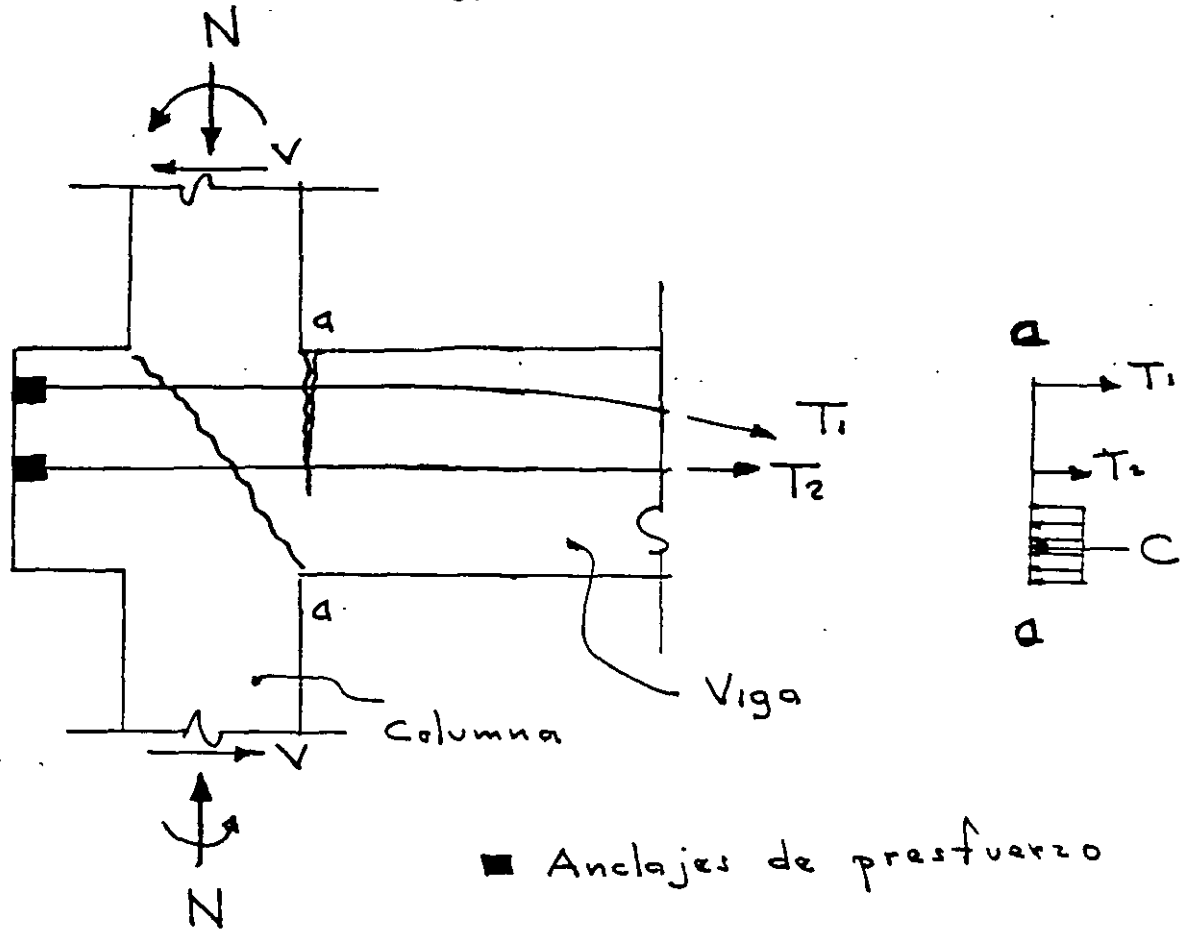 N
V
a
a
T1
T1
T2
T2
C
a
a
Viga
Columna
V
N
■ Anclajes de presfuerzo